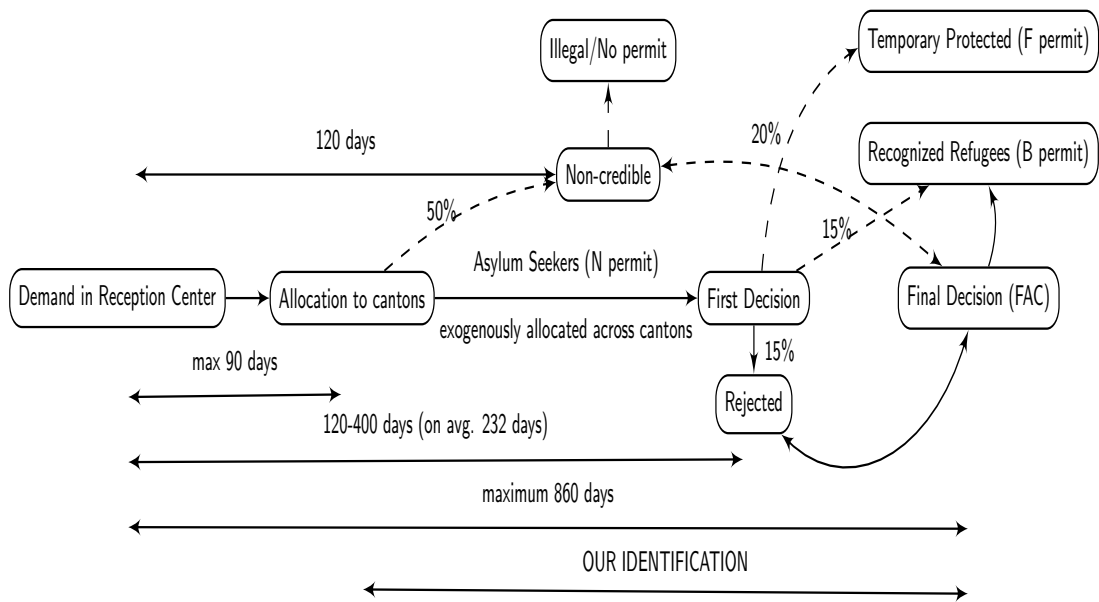 Illegal/No permit
Temporary Protected (F permit)
120 days
20%
Recognized Refugees (B permit)
Non-credible
50%
15%
Asylum Seekers (N permit)
Demand in Reception Center
Allocation to cantons
First Decision
Final Decision (FAC)
exogenously allocated across cantons
15%
max 90 days
Rejected
120-400 days (on avg. 232 days)
maximum 860 days
OUR IDENTIFICATION